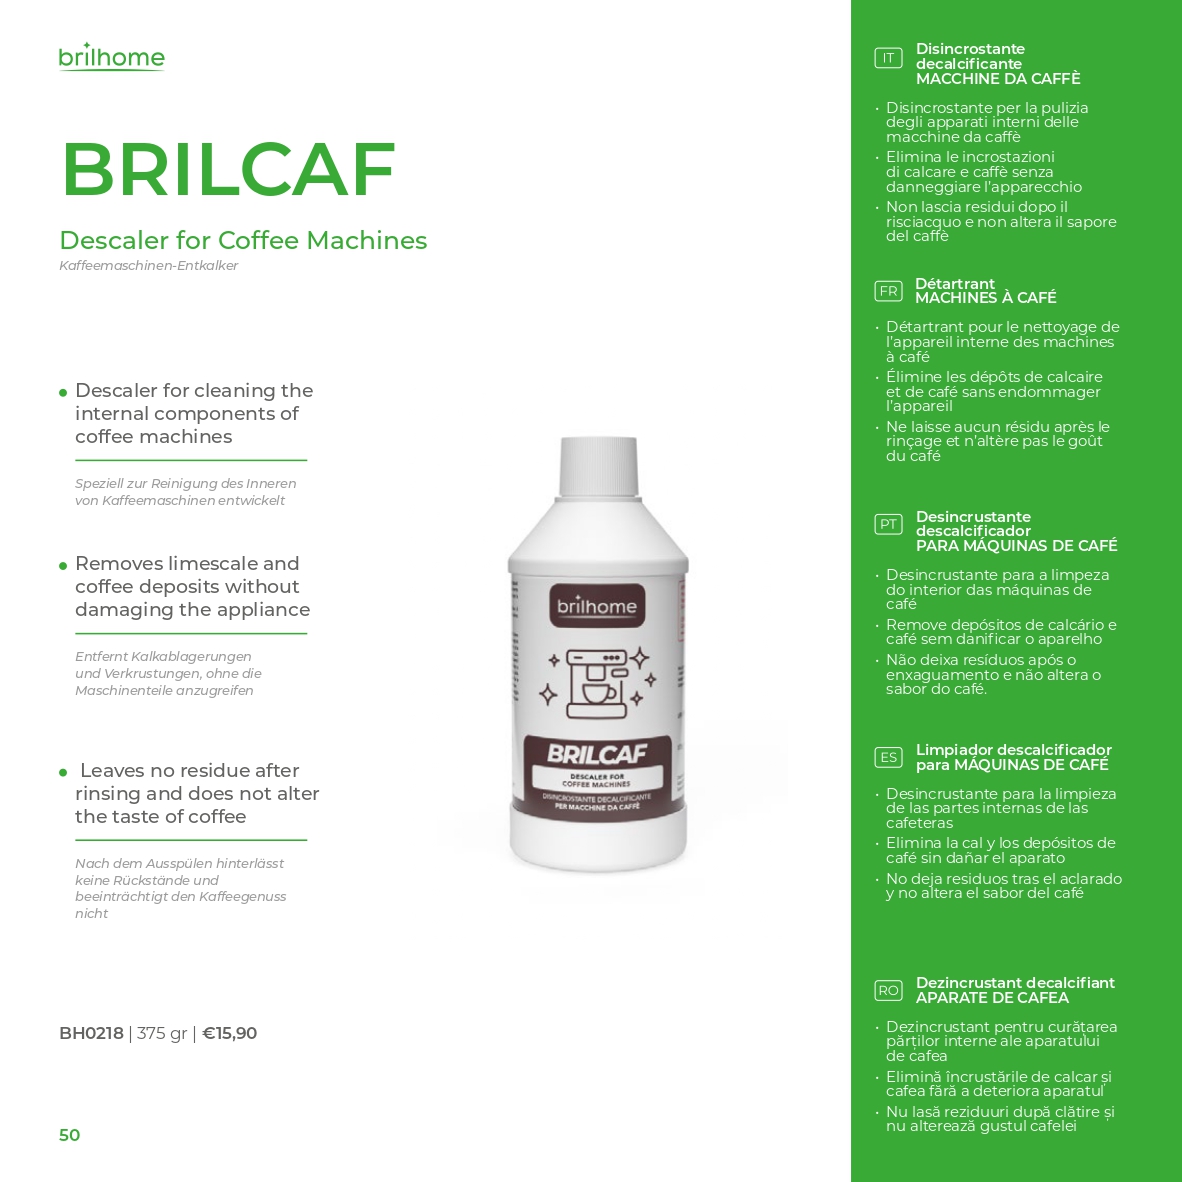 brilhome
BRILCAF
Descaler for Coffee Machines
Kaffeemaschinen-Entkalker
• Descaler for cleaning the
internal components of
coffee machines
Speziell zur Reinigung des Inneren
von Kaffeemaschinen entwickelt
• Removes limescale and
coffee deposits without
damaging the appliance
Entfernt Kalkablagerungen
und Verkrustungen, ohne die
Maschinenteile anzugreifen
• Leaves no residue after
rinsing and does not alter
the taste of coffee
Nach dem Ausspülen hinterlässt
keine Rückstände und
beeinträchtigt den Kaffeegenuss
nicht
BH0218 | 375 gr | €15,90
50
brilhome
BRILCAF
DESCALER FOR
COFFEE MACHINES
DISINCROSTANTE DECALCIFICANTE
PER MACCHINE DA CAFFÈ
IT
Disincrostante
decalcificante
MACCHINE DA CAFFÈ
• Disincrostante per la pulizia
degli apparati interni delle
macchine da caffè
• Elimina le incrostazioni
di calcare e caffè senza
danneggiare l'apparecchio
• Non lascia residui dopo il
risciacquo e non altera il sapore
del caffè
FR
Détartrant
MACHINES À CAFÉ
• Détartrant pour le nettoyage de
l'appareil interne des machines
à café
• Élimine les dépôts de calcaire
et de café sans endommager
l'appareil
• Ne laisse aucun résidu après le
rinçage et n'altère pas le goût
du café
PT
Desincrustante
descalcificador
PARA MÁQUINAS DE CAFÉ
• Desincrustante para a limpeza
do interior das máquinas de
café
• Remove depósitos de calcário e
café sem danificar o aparelho
• Não deixa resíduos após o
enxaguamento e não altera o
sabor do café.
ES
Limpiador descalcificador
para MÁQUINAS DE CAFÉ
• Desincrustante para la limpieza
de las partes internas de las
cafeteras
• Elimina la cal y los depósitos de
café sin dañar el aparato
• No deja residuos tras el aclarado
y no altera el sabor del café
RO
Dezincrustant decalcifiant
APARATE DE CAFEA
• Dezincrustant pentru curățarea
părților interne ale aparatului
de cafea
• Elimină încrustările de calcar și
cafea fără a deteriora aparatul
• Nu lasă reziduuri după clătire și
nu alterează gustul cafelei